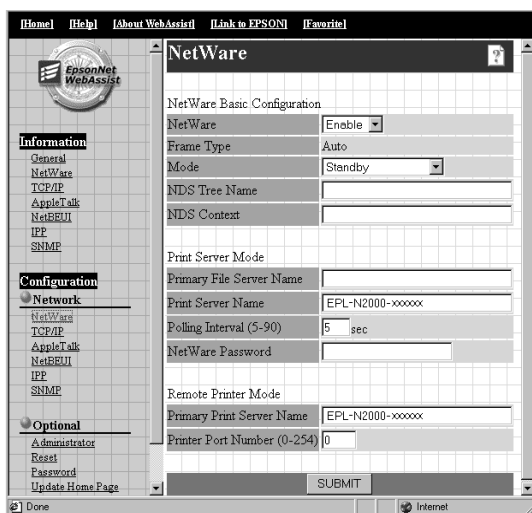 [Home] [Help] [About WebAssist] [Link to EPSON] [Favorite]
EpsonNet
WebAssist
Information
General
NetWare
TCP/IP
AppleTalk
NetBEUI
IPP
SNMP
Configuration
Network
NetWare
TCP/IP
AppleTalk
NetBEUI
IPP
SNMP
Optional
Administrator
Reset
Password
Update Home Page
NetWare
?
NetWare Basic Configuration
NetWare Enable
Frame Type Auto
Mode Standby
NDS Tree Name
NDS Context
Print Server Mode
Primary File Server Name
Print Server Name EPL-N2000-xxxxxx
Polling Interval (5-90) 5 sec
NetWare Password
Remote Printer Mode
Primary Print Server Name EPL-N2000-xxxxxx
Printer Port Number (0-254) 0
SUBMIT
Done Internet